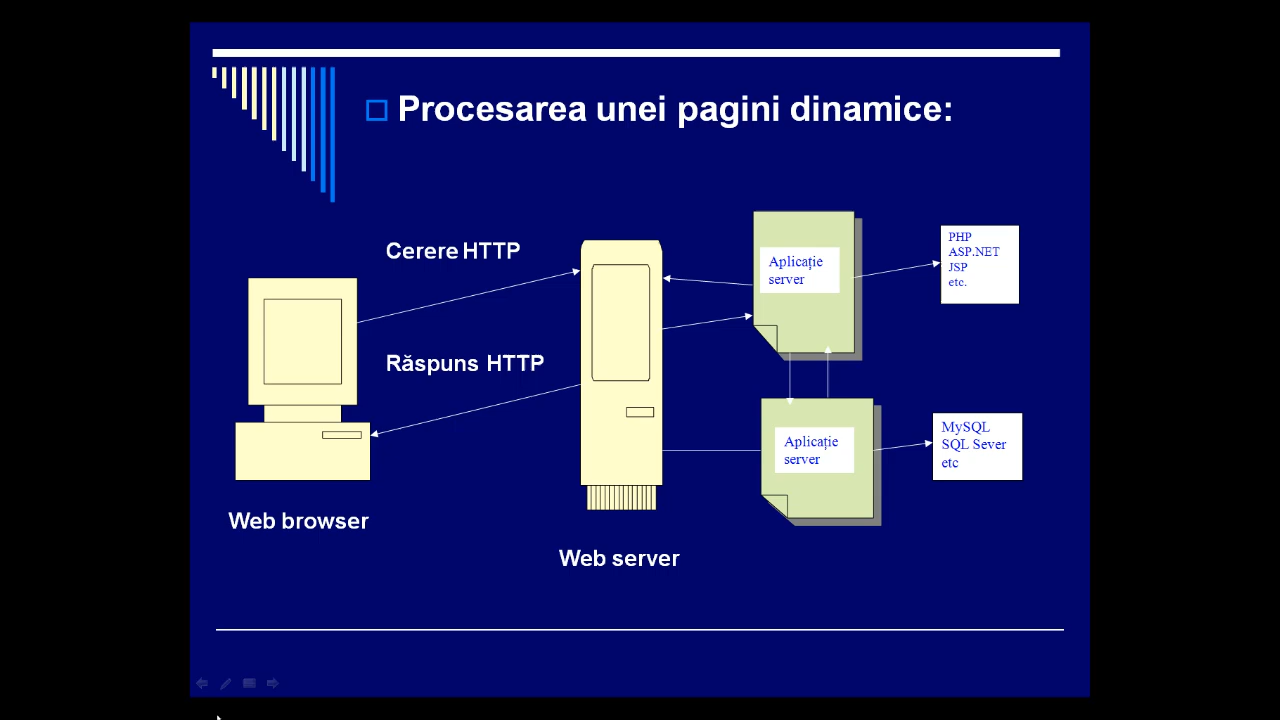 Procesarea unei pagini dinamice:
Cerere HTTP
Răspuns HTTP
Web browser
Web server
Aplicație
server
PHP
ASP.NET
JSP
etc.
Aplicație
server
MySQL
SQL Sever
etc